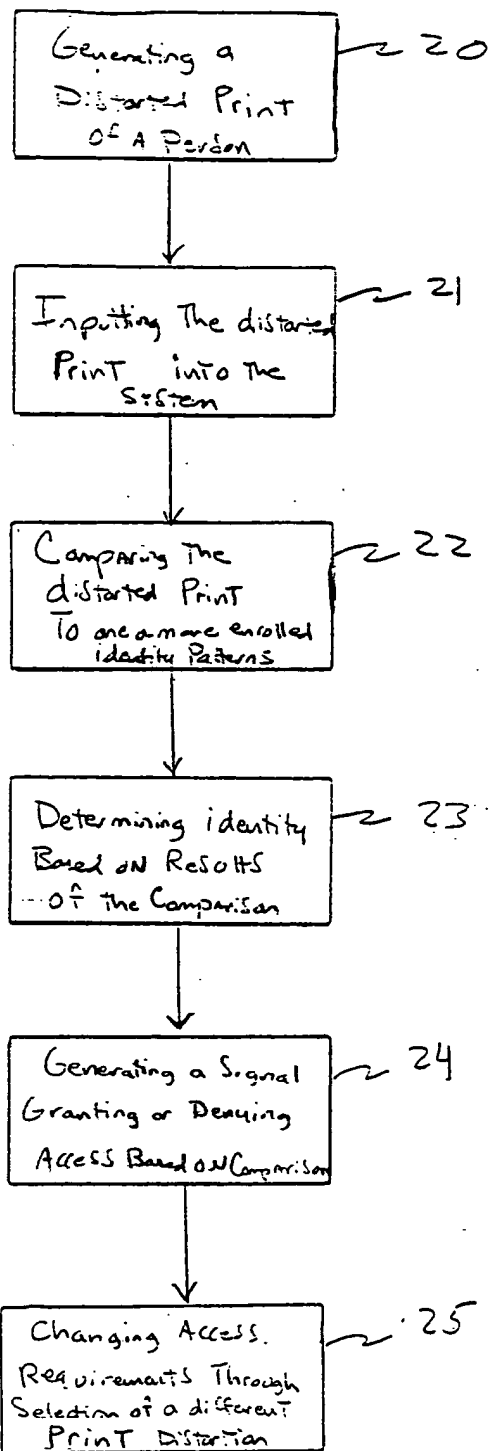 Generating a
20
Distorted Print
Of A Perdon
21
Inputting The distorted
Print into the
System
22
Comparing The
distorted Print
To one or more enrolled
identity Patterns
23
Determining identity
Based on Results
of the Comparison
24
Generating a Signal
Granting or Denying
Access Based on Comparison
25
Changing Access
Requirements Through
Selection of a different
Print Distortion